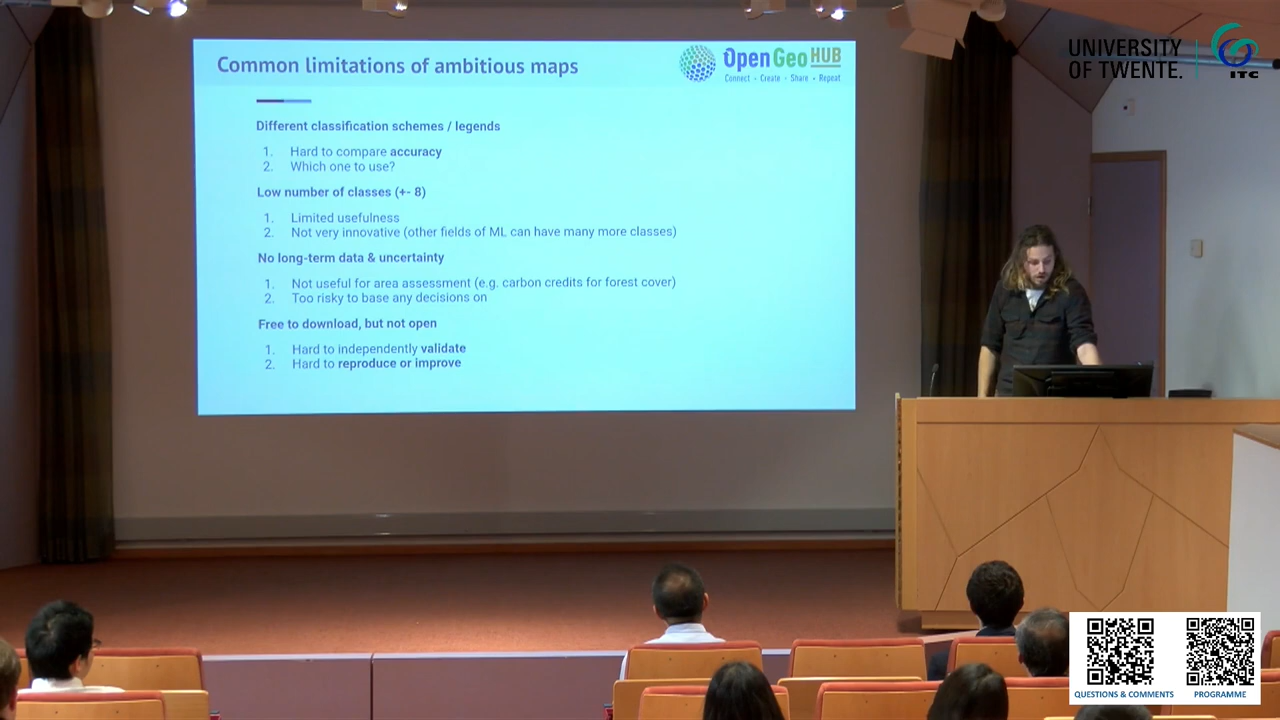 Common limitations of ambitious maps
OpenGeoHUB
Connect • Create • Share • Repeat
UNIVERSITY
OF TWENTE.
ITC
Different classification schemes / legends
1. Hard to compare accuracy
2. Which one to use?
Low number of classes (+- 8)
1. Limited usefulness
2. Not very innovative (other fields of ML can have many more classes)
No long-term data & uncertainty
1. Not useful for area assessment (e.g. carbon credits for forest cover)
2. Too risky to base any decisions on
Free to download, but not open
1. Hard to independently validate
2. Hard to reproduce or improve
QUESTIONS & COMMENTS
PROGRAMME